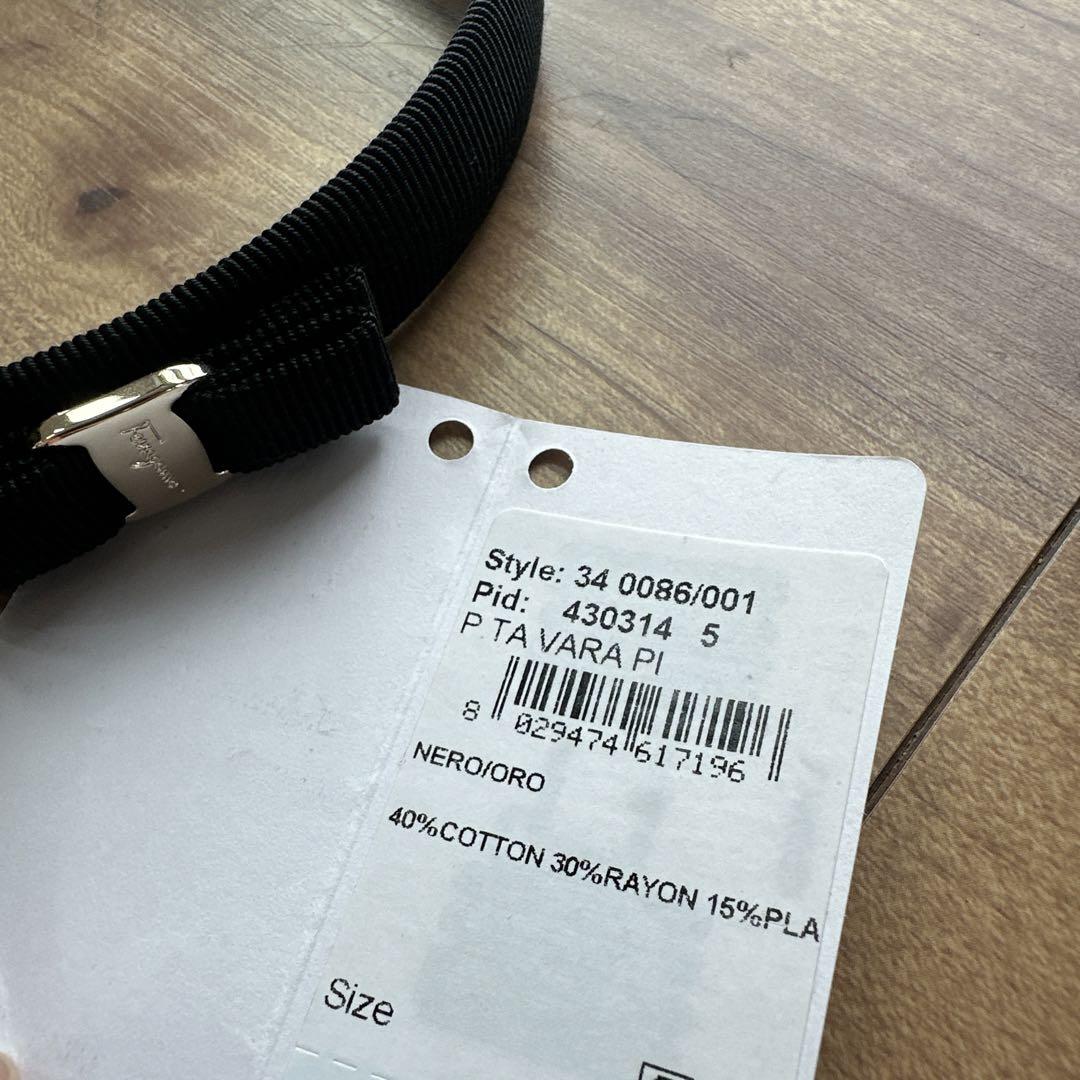 Ferragamo
Style: 34 0086/001
Pid: 430314 5
P.TA VARA PI
8 029474 617196
NERO/ORO
40%COTTON 30%RAYON 15%PLA
Size